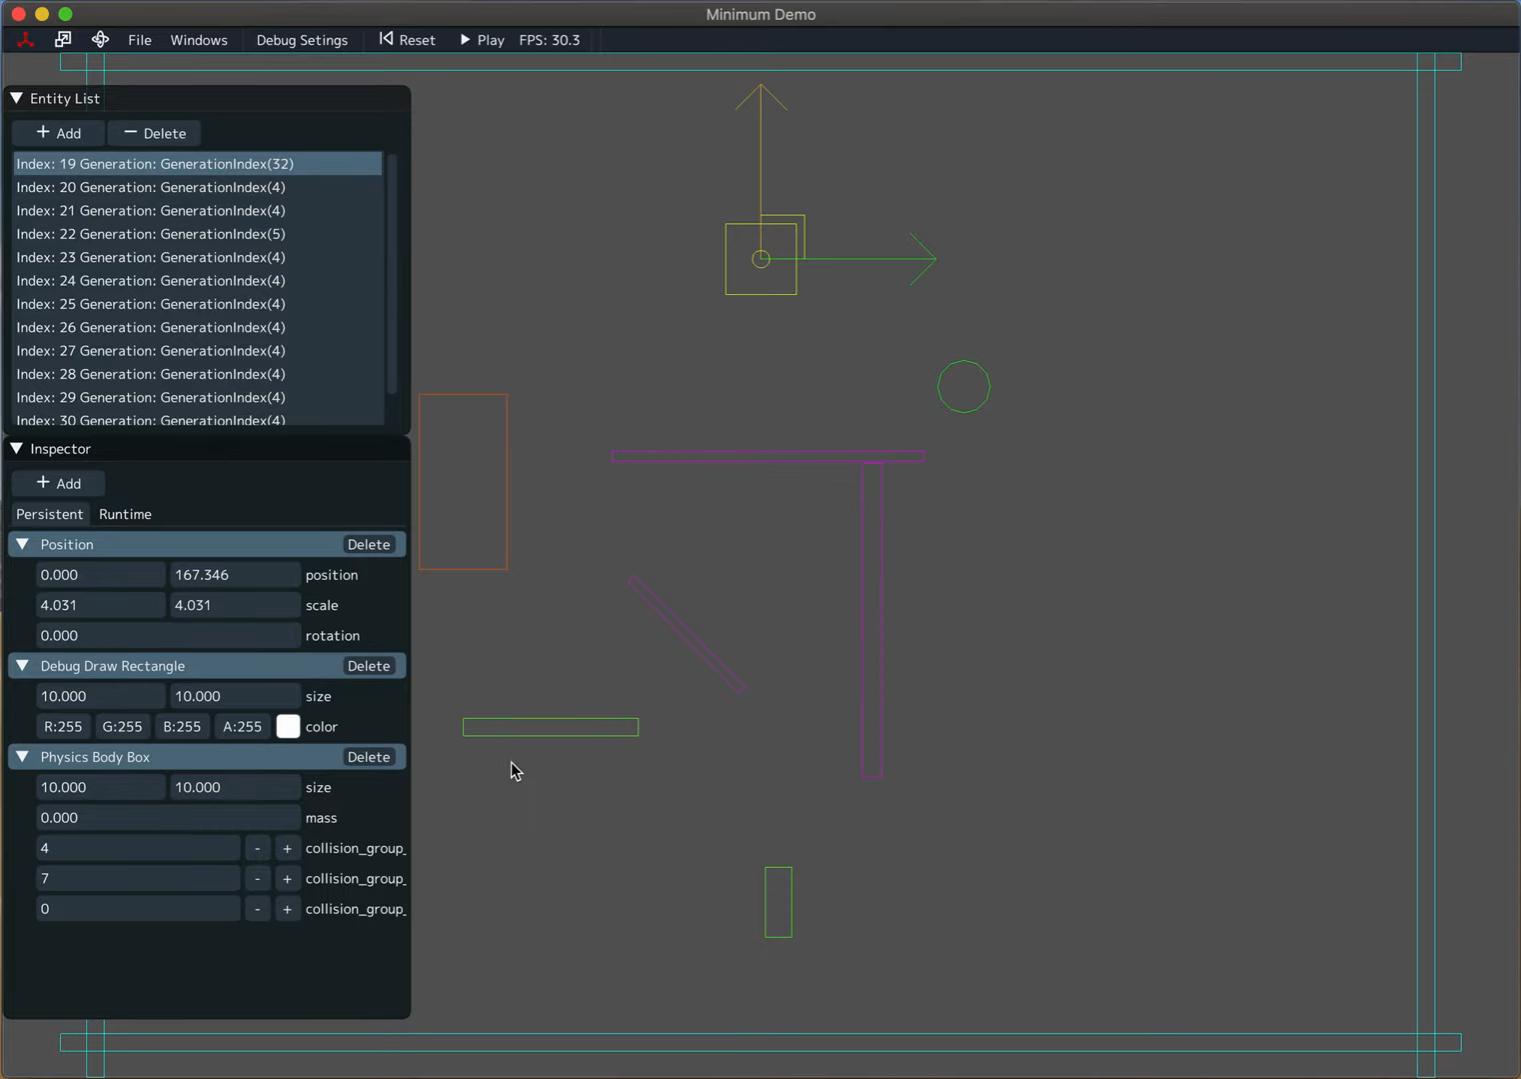 Minimum Demo
File Windows Debug Setings Reset Play FPS: 30.3
Entity List
+ Add − Delete
Index: 19 Generation: GenerationIndex(32)
Index: 20 Generation: GenerationIndex(4)
Index: 21 Generation: GenerationIndex(4)
Index: 22 Generation: GenerationIndex(5)
Index: 23 Generation: GenerationIndex(4)
Index: 24 Generation: GenerationIndex(4)
Index: 25 Generation: GenerationIndex(4)
Index: 26 Generation: GenerationIndex(4)
Index: 27 Generation: GenerationIndex(4)
Index: 28 Generation: GenerationIndex(4)
Index: 29 Generation: GenerationIndex(4)
Index: 30 Generation: GenerationIndex(4)
Inspector
+ Add
Persistent Runtime
Position Delete
0.000 167.346 position
4.031 4.031 scale
0.000 rotation
Debug Draw Rectangle Delete
10.000 10.000 size
R:255 G:255 B:255 A:255 color
Physics Body Box Delete
10.000 10.000 size
0.000 mass
4 - + collision_group_
7 - + collision_group_
0 - + collision_group_